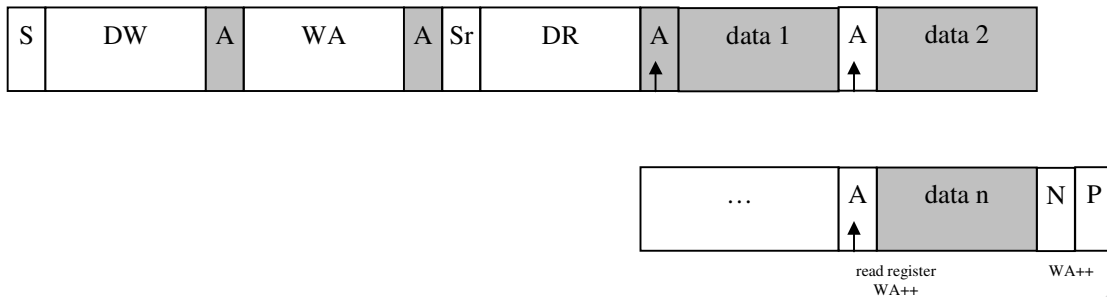 S DW A WA A Sr DR A data 1 A data 2
… A data n N P
read register WA++
WA++